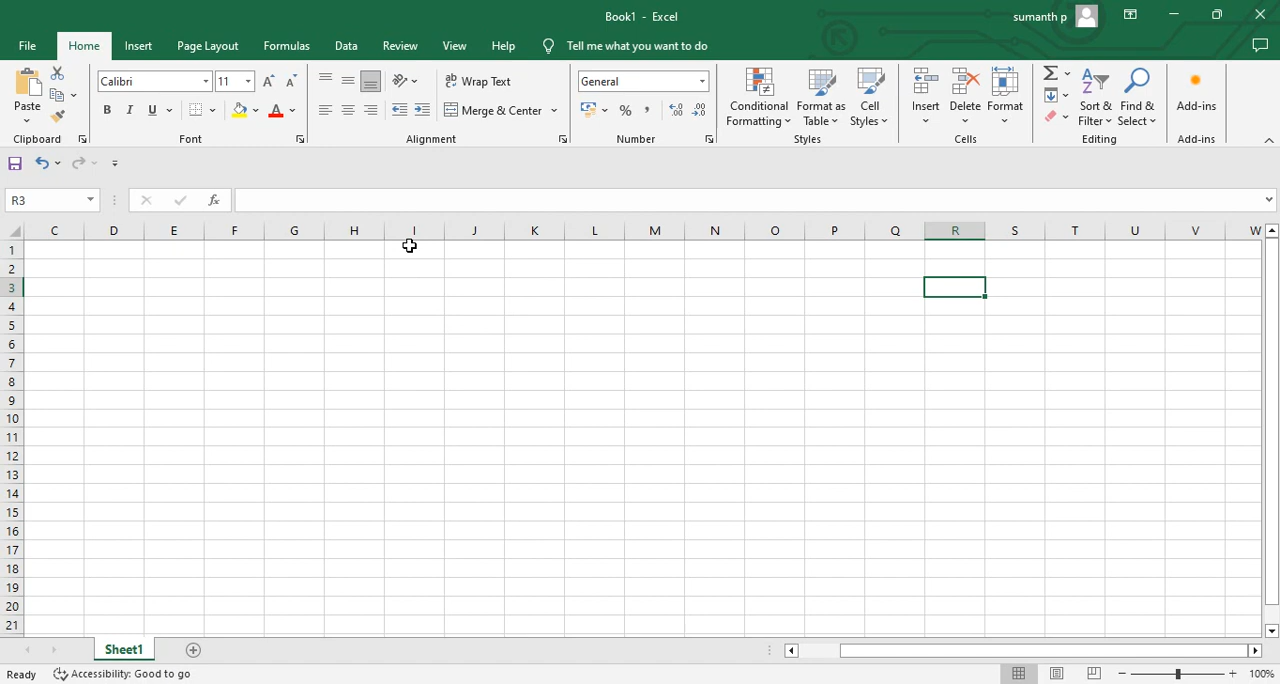 Book1 - Excel
sumanth p
File Home Insert Page Layout Formulas Data Review View Help Tell me what you want to do
Paste
Calibri 11
B I U A
ab Wrap Text
Merge & Center
General
% ,
Conditional Formatting
Format as Table
Cell Styles
Insert Delete Format
Sort & Filter
Find & Select
Add-ins
Clipboard Font Alignment Number Styles Cells Editing Add-ins
R3 fx
C D E F G H I J K L M N O P Q R S T U V W
1
2
3
4
5
6
7
8
9
10
11
12
13
14
15
16
17
18
19
20
21
Sheet1
Ready Accessibility: Good to go 100%